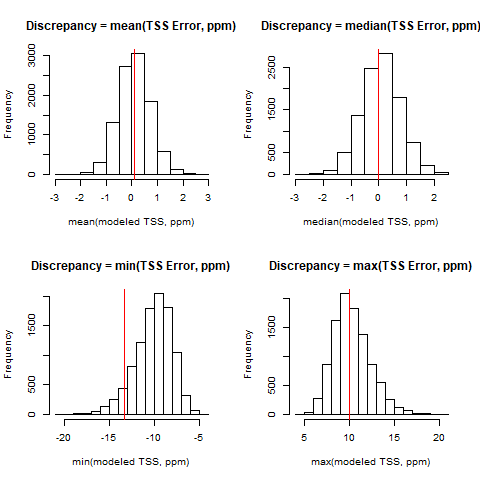 Discrepancy = mean(TSS Error, ppm)
Frequency
0
1000
2000
3000
-3 -2 -1 0 1 2 3
mean(modeled TSS, ppm)
Discrepancy = median(TSS Error, ppm)
Frequency
0
500
1500
2500
-3 -2 -1 0 1 2
median(modeled TSS, ppm)
Discrepancy = min(TSS Error, ppm)
Frequency
0
500
1500
-20 -15 -10 -5
min(modeled TSS, ppm)
Discrepancy = max(TSS Error, ppm)
Frequency
0
500
1500
5 10 15 20
max(modeled TSS, ppm)